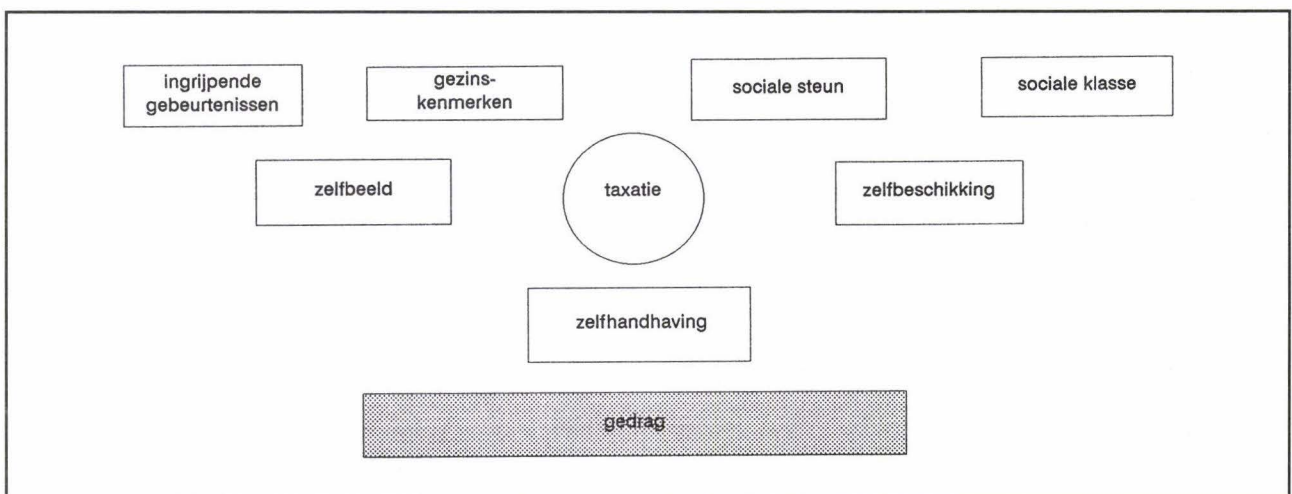 ingrijpende
gebeurtenissen
gezins-
kenmerken
sociale steun
sociale klasse
zelfbeeld
taxatie
zelfbeschikking
zelfhandhaving
gedrag